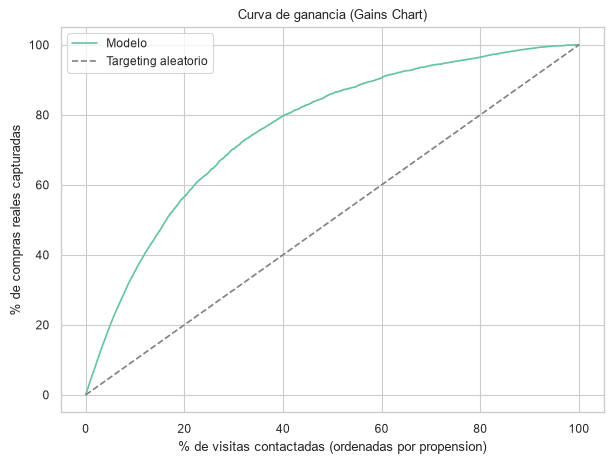 Curva de ganancia (Gains Chart)
Modelo
Targeting aleatorio
% de compras reales capturadas
100
80
60
40
20
0
0 20 40 60 80 100
% de visitas contactadas (ordenadas por propension)